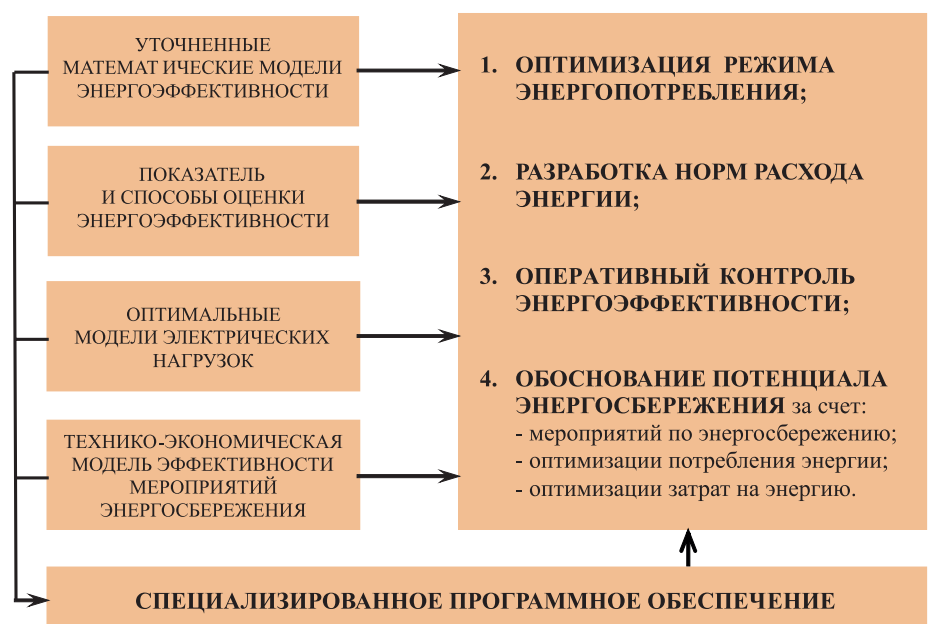 УТОЧНЕННЫЕ
МАТЕМАТ ИЧЕСКИЕ МОДЕЛИ
ЭНЕРГОЭФФЕКТИВНОСТИ
ПОКАЗАТЕЛЬ
И СПОСОБЫ ОЦЕНКИ
ЭНЕРГОЭФФЕКТИВНОСТИ
ОПТИМАЛЬНЫЕ
МОДЕЛИ ЭЛЕКТРИЧЕСКИХ
НАГРУЗОК
ТЕХНИКО-ЭКОНОМИЧЕСКАЯ
МОДЕЛЬ ЭФФЕКТИВНОСТИ
МЕРОПРИЯТИЙ
ЭНЕРГОСБЕРЕЖЕНИЯ
1. ОПТИМИЗАЦИЯ РЕЖИМА
ЭНЕРГОПОТРЕБЛЕНИЯ;
2. РАЗРАБОТКА НОРМ РАСХОДА
ЭНЕРГИИ;
3. ОПЕРАТИВНЫЙ КОНТРОЛЬ
ЭНЕРГОЭФФЕКТИВНОСТИ;
4. ОБОСНОВАНИЕ ПОТЕНЦИАЛА
ЭНЕРГОСБЕРЕЖЕНИЯ за счет:
- мероприятий по энергосбережению;
- оптимизации потребления энергии;
- оптимизации затрат на энергию.
СПЕЦИАЛИЗИРОВАННОЕ ПРОГРАММНОЕ ОБЕСПЕЧЕНИЕ